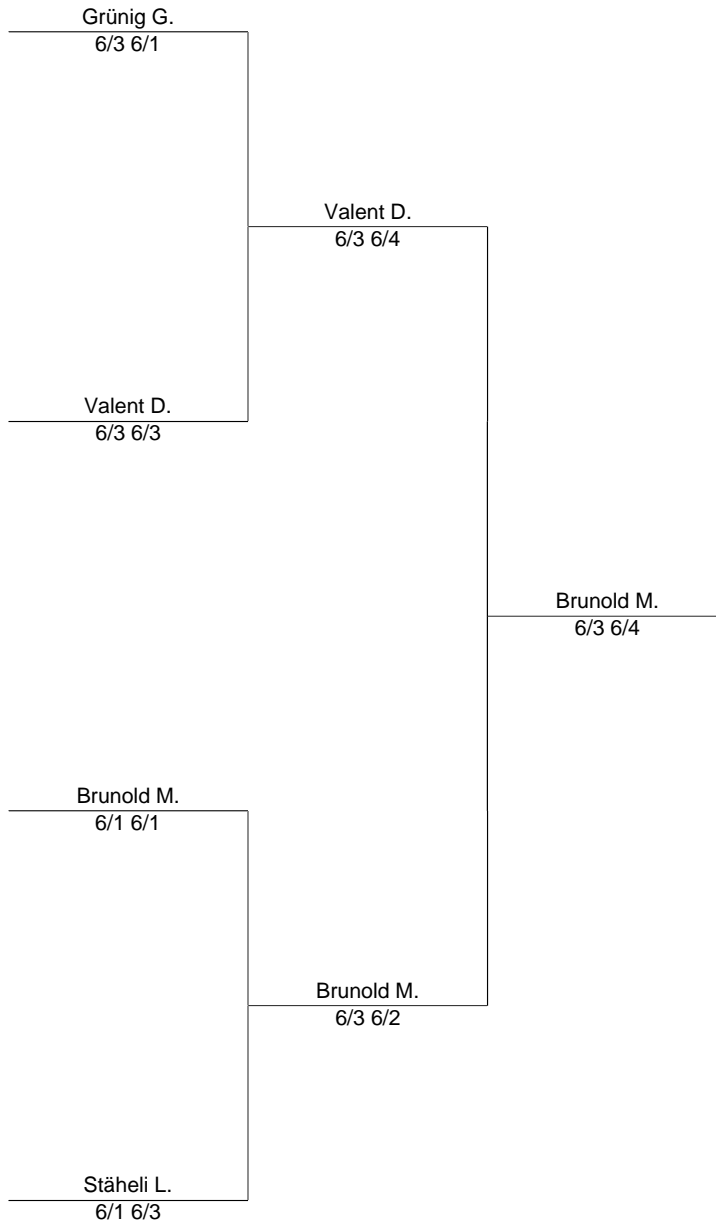 Grünig G.
6/3 6/1
Valent D.
6/3 6/4
Valent D.
6/3 6/3
Brunold M.
6/3 6/4
Brunold M.
6/1 6/1
Brunold M.
6/3 6/2
Stäheli L.
6/1 6/3